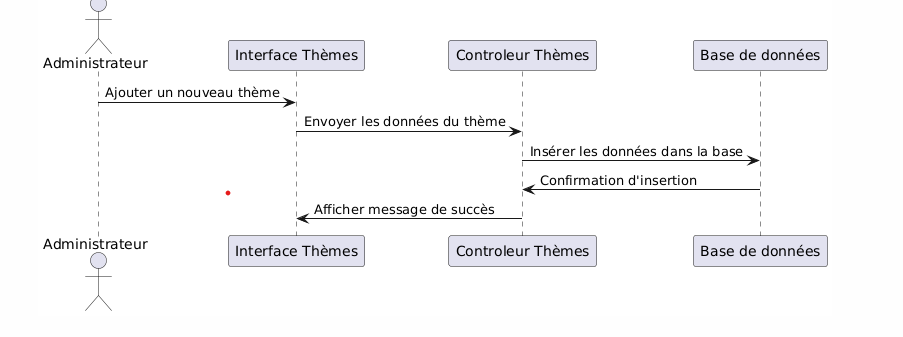 Administrateur
Interface Thèmes
Controleur Thèmes
Base de données
Ajouter un nouveau thème
Envoyer les données du thème
Insérer les données dans la base
Confirmation d'insertion
Afficher message de succès
Administrateur
Interface Thèmes
Controleur Thèmes
Base de données